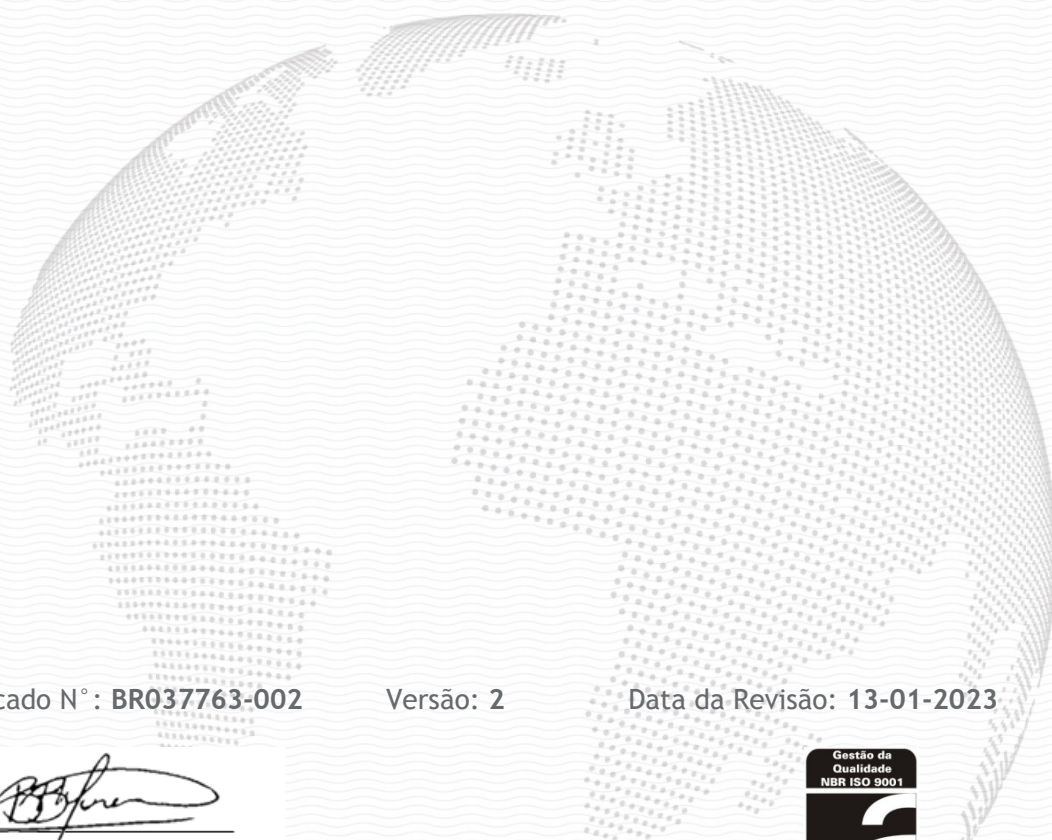 cado N°: BR037763-002 Versão: 2 Data da Revisão: 13-01-2023
Gestão da
Qualidade
NBR ISO 9001